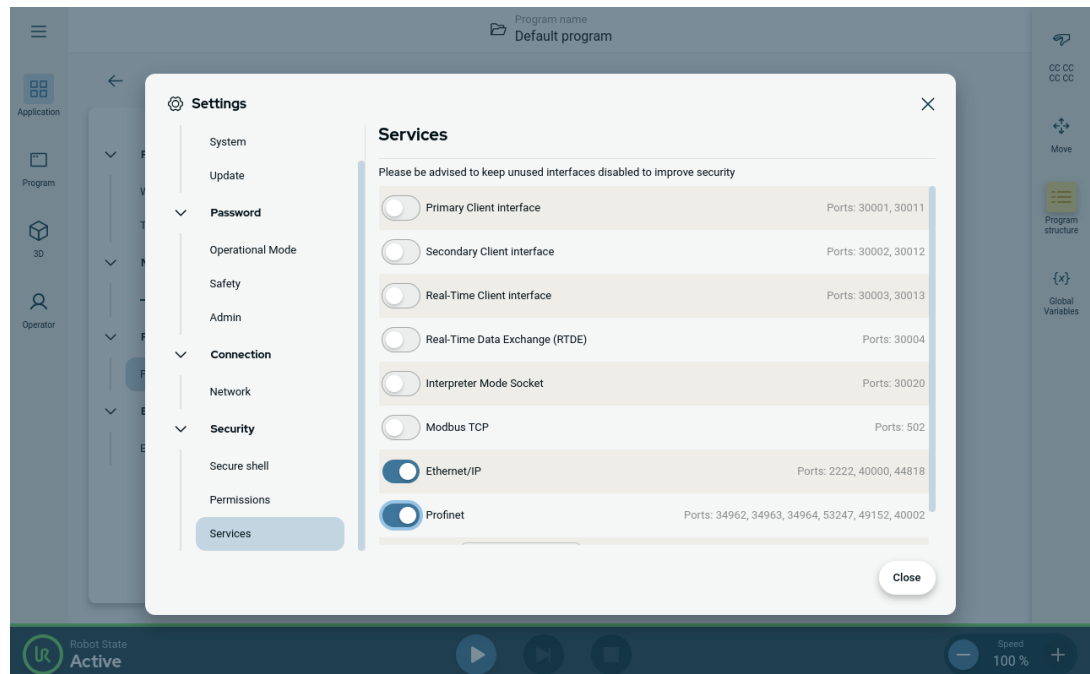 Program name
Default program
Application
Program
3D
Operator
Settings
System
Update
Password
Operational Mode
Safety
Admin
Connection
Network
Security
Secure shell
Permissions
Services
Services
Please be advised to keep unused interfaces disabled to improve security
Primary Client interface Ports: 30001, 30011
Secondary Client interface Ports: 30002, 30012
Real-Time Client interface Ports: 30003, 30013
Real-Time Data Exchange (RTDE) Ports: 30004
Interpreter Mode Socket Ports: 30020
Modbus TCP Ports: 502
Ethernet/IP Ports: 2222, 40000, 44818
Profinet Ports: 34962, 34963, 34964, 53247, 49152, 40002
Close
CC CC
CC CC
Move
Program
structure
{x}
Global
Variables
UR
Robot State
Active
Speed
100 %